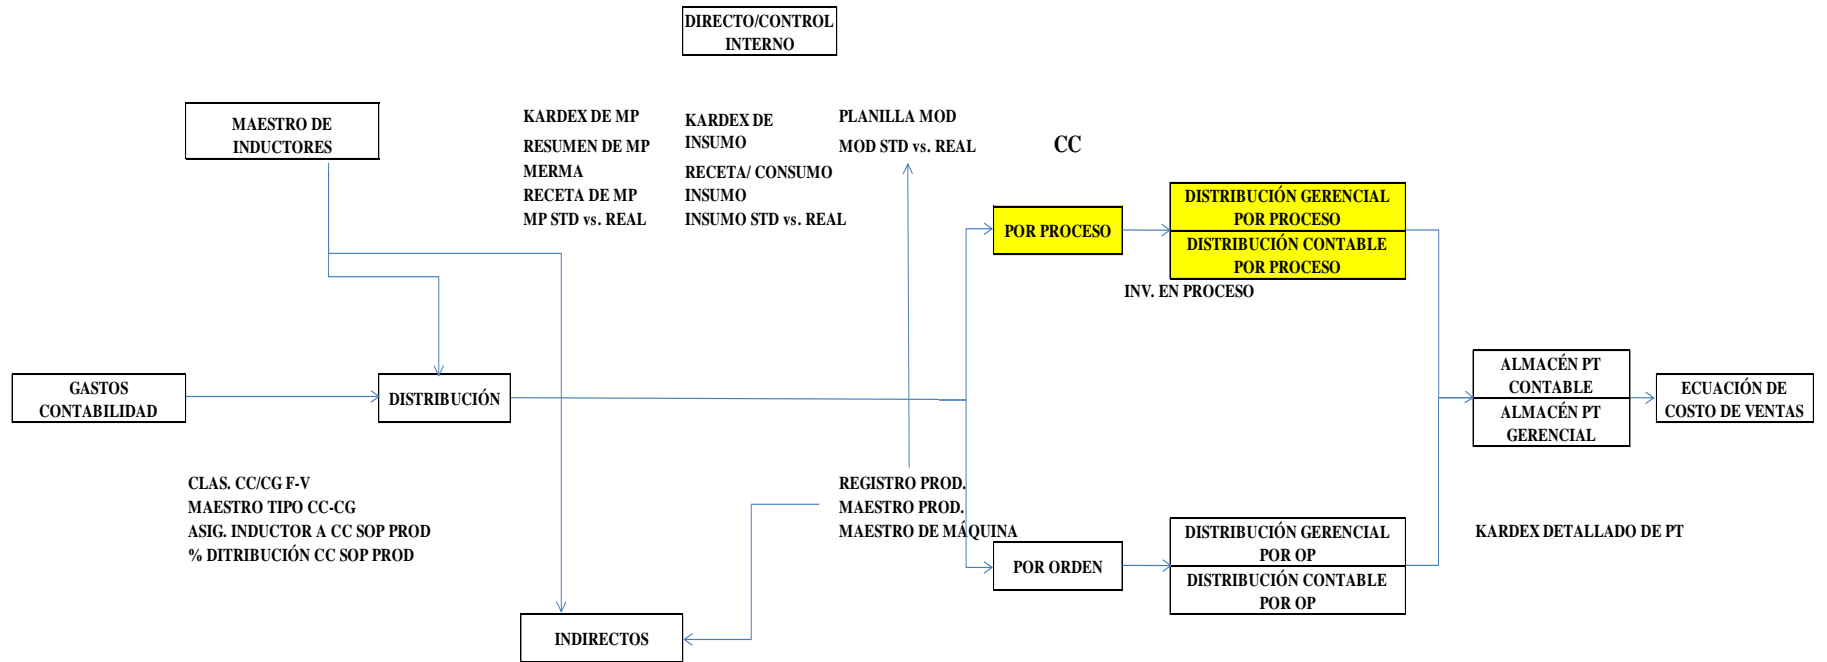 DIRECTO/CONTROL
INTERNO
MAESTRO DE
INDUCTORES
KARDEX DE MP
RESUMEN DE MP
MERMA
RECETA DE MP
MP STD vs. REAL
KARDEX DE
INSUMO
RECETA/ CONSUMO
INSUMO
INSUMO STD vs. REAL
PLANILLA MOD
MOD STD vs. REAL
CC
POR PROCESO
DISTRIBUCIÓN GERENCIAL
POR PROCESO
DISTRIBUCIÓN CONTABLE
POR PROCESO
INV. EN PROCESO
GASTOS
CONTABILIDAD
DISTRIBUCIÓN
ALMACÉN PT
CONTABLE
ALMACÉN PT
GERENCIAL
ECUACIÓN DE
COSTO DE VENTAS
CLAS. CC/CG F-V
MAESTRO TIPO CC-CG
ASIG. INDUCTOR A CC SOP PROD
% DITRIBUCIÓN CC SOP PROD
REGISTRO PROD.
MAESTRO PROD.
MAESTRO DE MÁQUINA
POR ORDEN
DISTRIBUCIÓN GERENCIAL
POR OP
DISTRIBUCIÓN CONTABLE
POR OP
KARDEX DETALLADO DE PT
INDIRECTOS